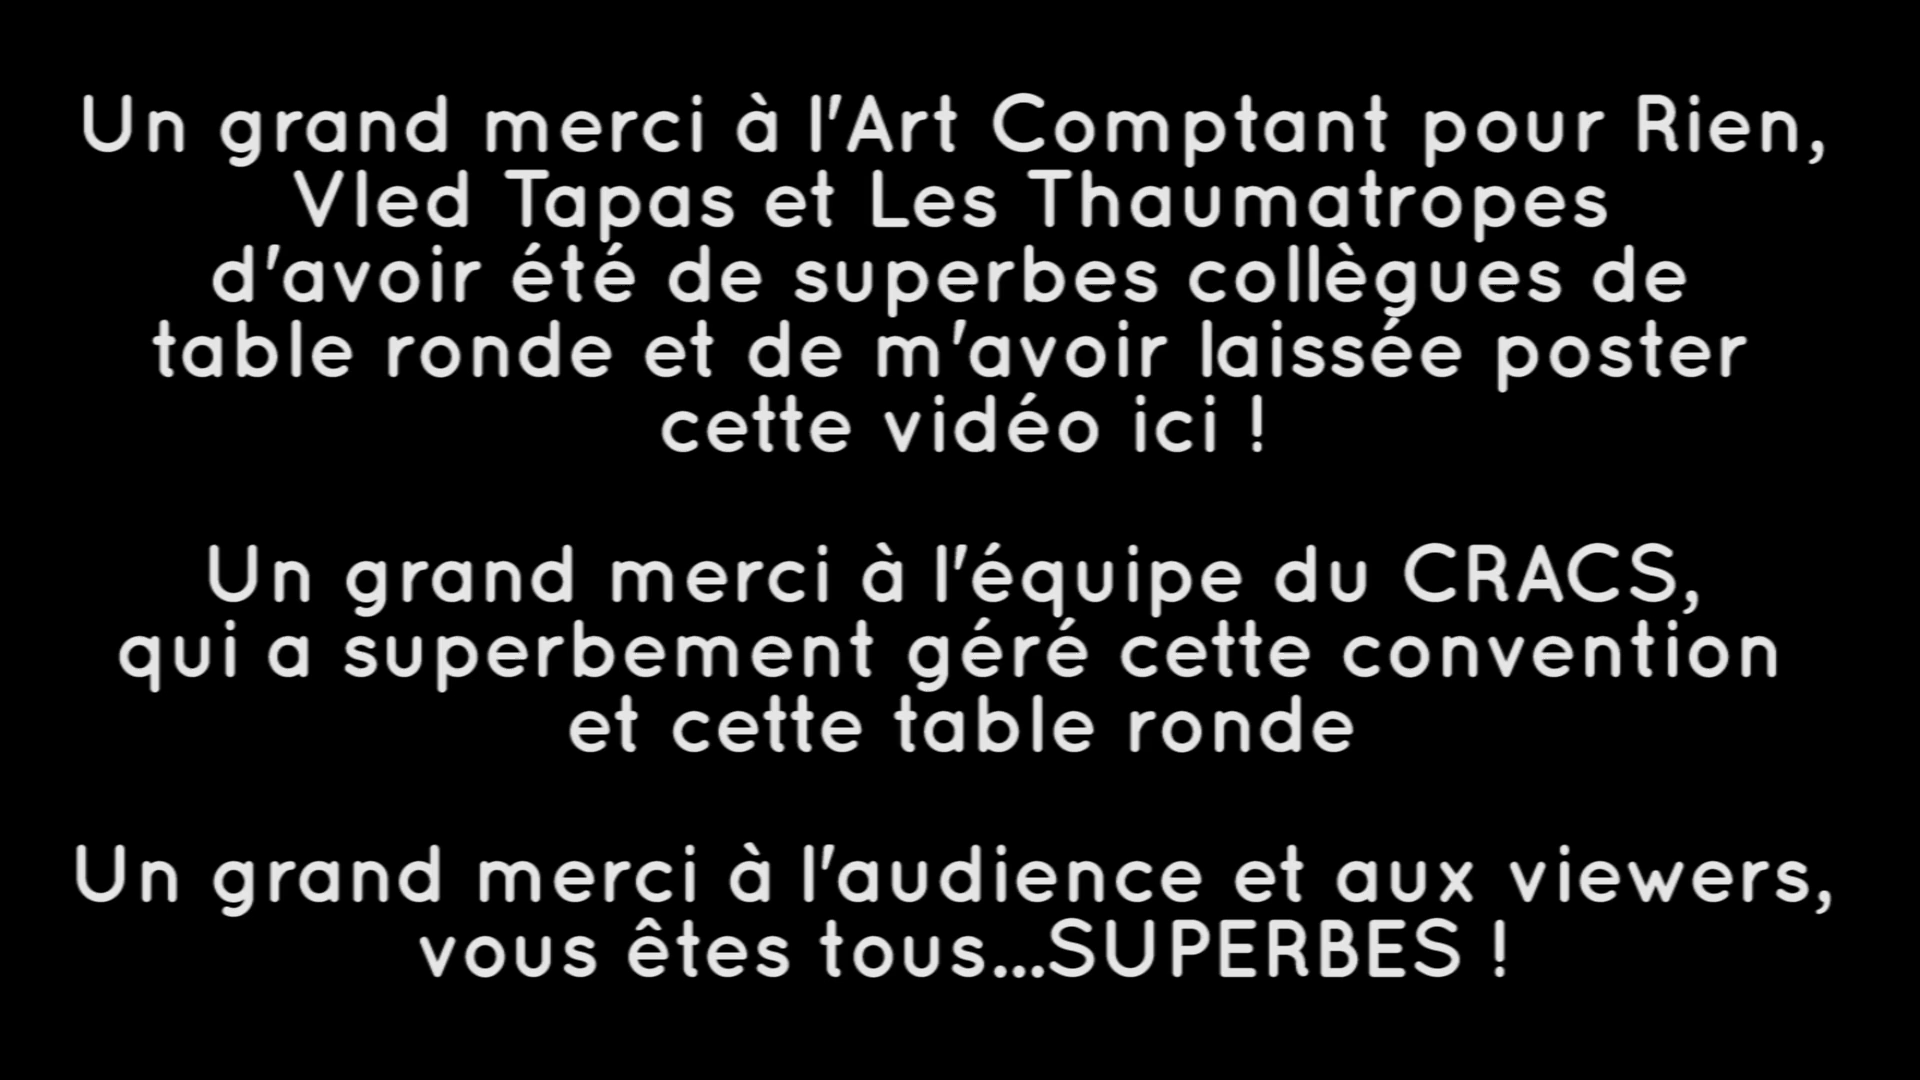 Un grand merci à l'Art Comptant pour Rien,
Vled Tapas et Les Thaumatropes
d'avoir été de superbes collègues de
table ronde et de m'avoir laissée poster
cette vidéo ici !
Un grand merci à l'équipe du CRACS,
qui a superbement géré cette convention
et cette table ronde
Un grand merci à l'audience et aux viewers,
vous êtes tous...SUPERBES !